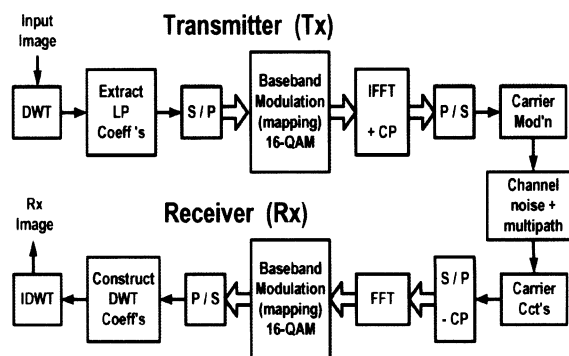 Input
Image
Transmitter (Tx)
DWT
Extract
LP
Coeff 's
S / P
Baseband
Modulation
(mapping)
16-QAM
IFFT
+ CP
P / S
Carrier
Mod'n
Channel
noise +
multipath
Rx
Image
Receiver (Rx)
IDWT
Construct
DWT
Coeff's
P / S
Baseband
Modulation
(mapping)
16-QAM
FFT
S / P
- CP
Carrier
Cct's